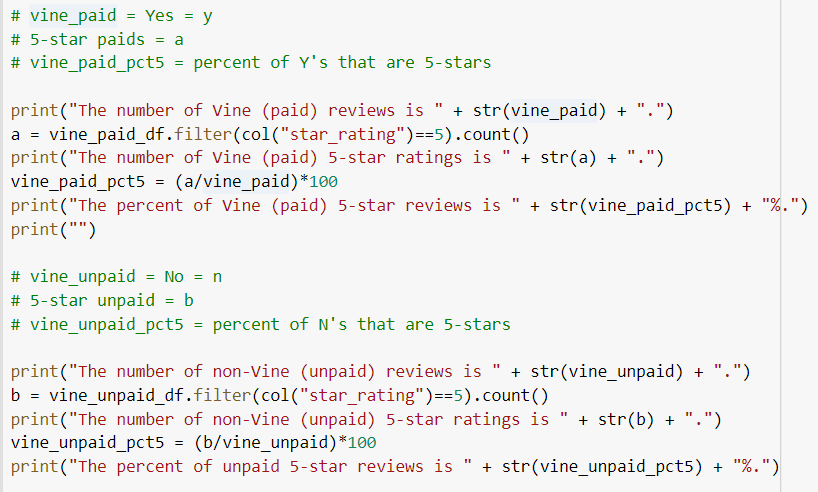 # vine_paid = Yes = y
# 5-star paids = a
# vine_paid_pct5 = percent of Y's that are 5-stars
print("The number of Vine (paid) reviews is " + str(vine_paid) + ".")
a = vine_paid_df.filter(col("star_rating")==5).count()
print("The number of Vine (paid) 5-star ratings is " + str(a) + ".")
vine_paid_pct5 = (a/vine_paid)*100
print("The percent of Vine (paid) 5-star reviews is " + str(vine_paid_pct5) + "%.")
print("")
# vine_unpaid = No = n
# 5-star unpaid = b
# vine_unpaid_pct5 = percent of N's that are 5-stars
print("The number of non-Vine (unpaid) reviews is " + str(vine_unpaid) + ".")
b = vine_unpaid_df.filter(col("star_rating")==5).count()
print("The number of non-Vine (unpaid) 5-star ratings is " + str(b) + ".")
vine_unpaid_pct5 = (b/vine_unpaid)*100
print("The percent of unpaid 5-star reviews is " + str(vine_unpaid_pct5) + "%.")